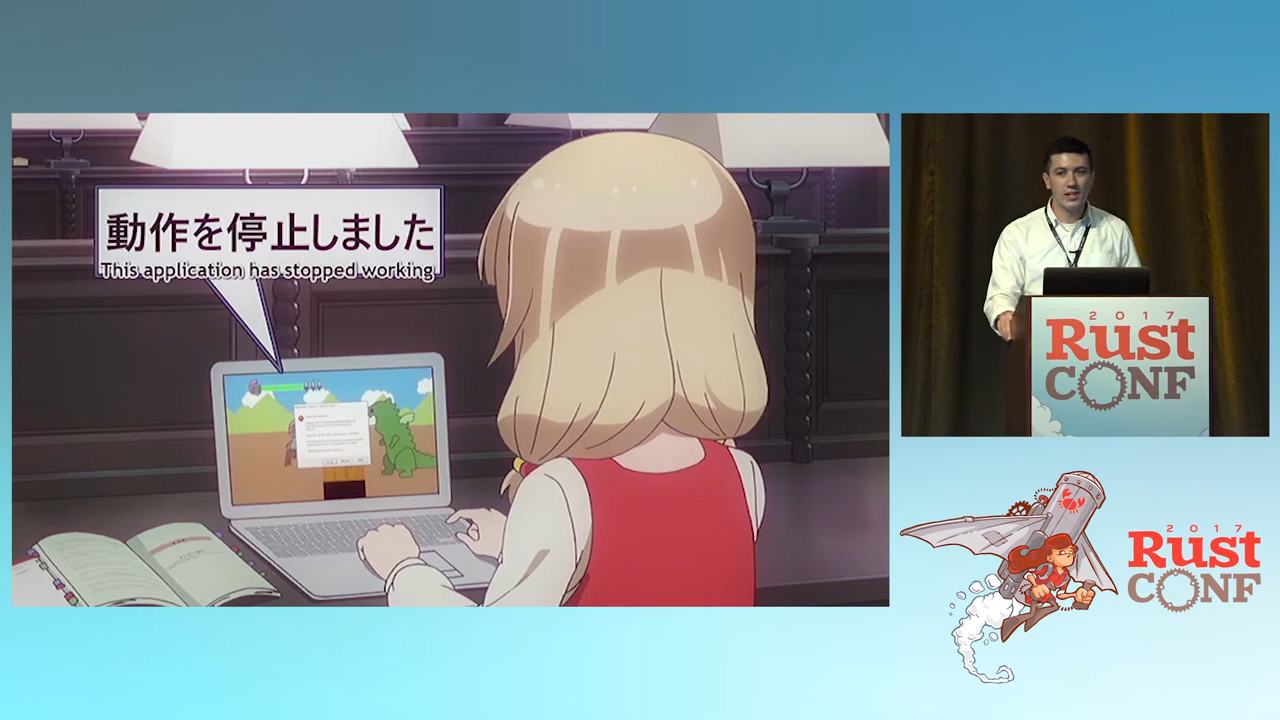 動作を停止しました
This application has stopped working
2017
Rust
CONF
2017
Rust
CONF